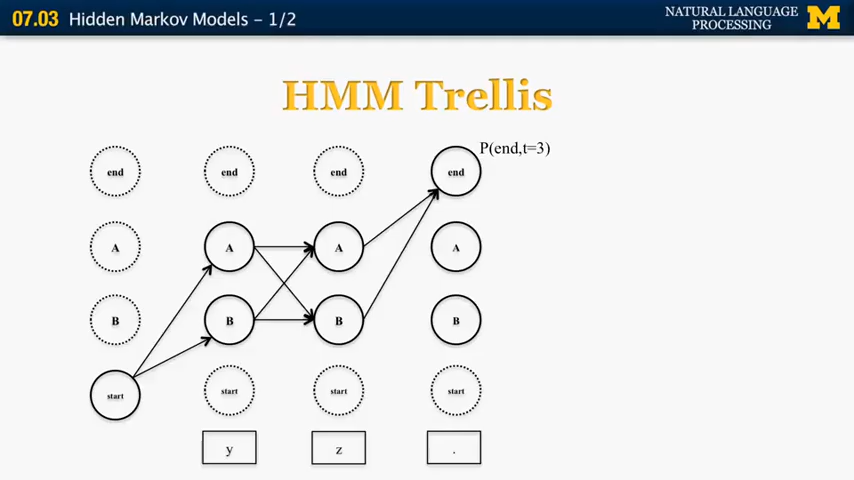 07.03 Hidden Markov Models – 1/2
NATURAL LANGUAGE
PROCESSING
M
HMM Trellis
P(end,t=3)
end end end end
A A A A
B B B B
start start start start
y z .